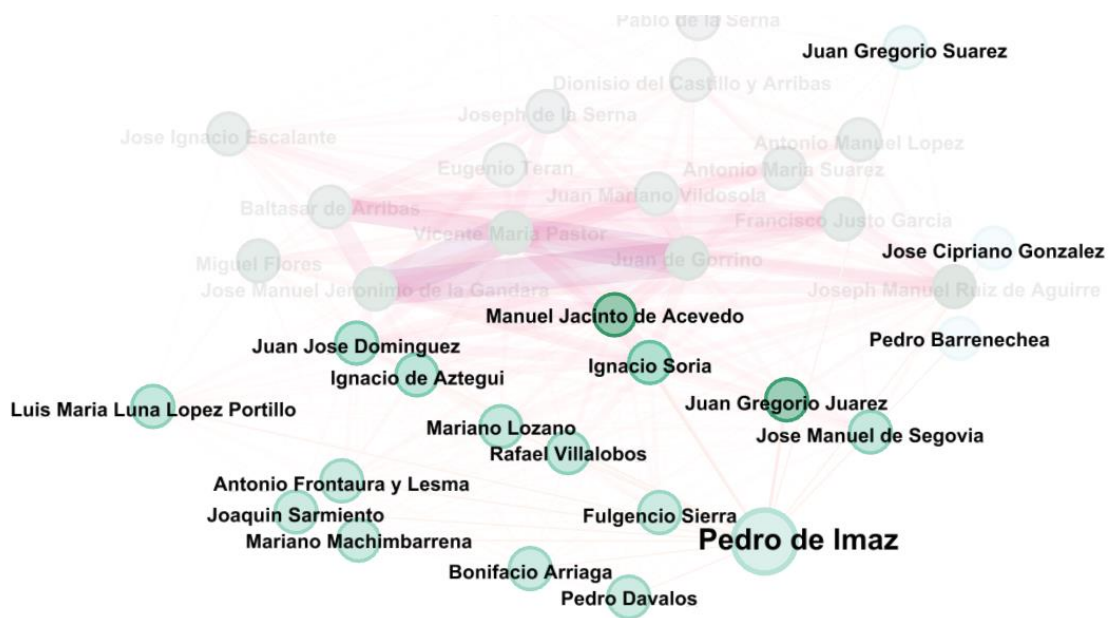 Pablo de la Serna
Juan Gregorio Suarez
Dionisio del Castillo y Arribas
Joseph de la Serna
Jose Ignacio Escalante
Antonio Manuel Lopez
Eugenio Teran
Antonio Maria Suarez
Juan Mariano Vildosola
Baltasar de Arribas
Francisco Justo Garcia
Vicente Maria Pastor
Jose Cipriano Gonzalez
Miguel Flores
Juan de Gorrino
Jose Manuel Jeronimo de la Gandara
Joseph Manuel Ruiz de Aguirre
Manuel Jacinto de Acevedo
Pedro Barrenechea
Juan Jose Dominguez
Ignacio Soria
Ignacio de Aztegui
Juan Gregorio Juarez
Luis Maria Luna Lopez Portillo
Mariano Lozano
Jose Manuel de Segovia
Rafael Villalobos
Antonio Frontaura y Lesma
Joaquin Sarmiento
Fulgencio Sierra
Mariano Machimbarrena
Pedro de Imaz
Bonifacio Arriaga
Pedro Davalos